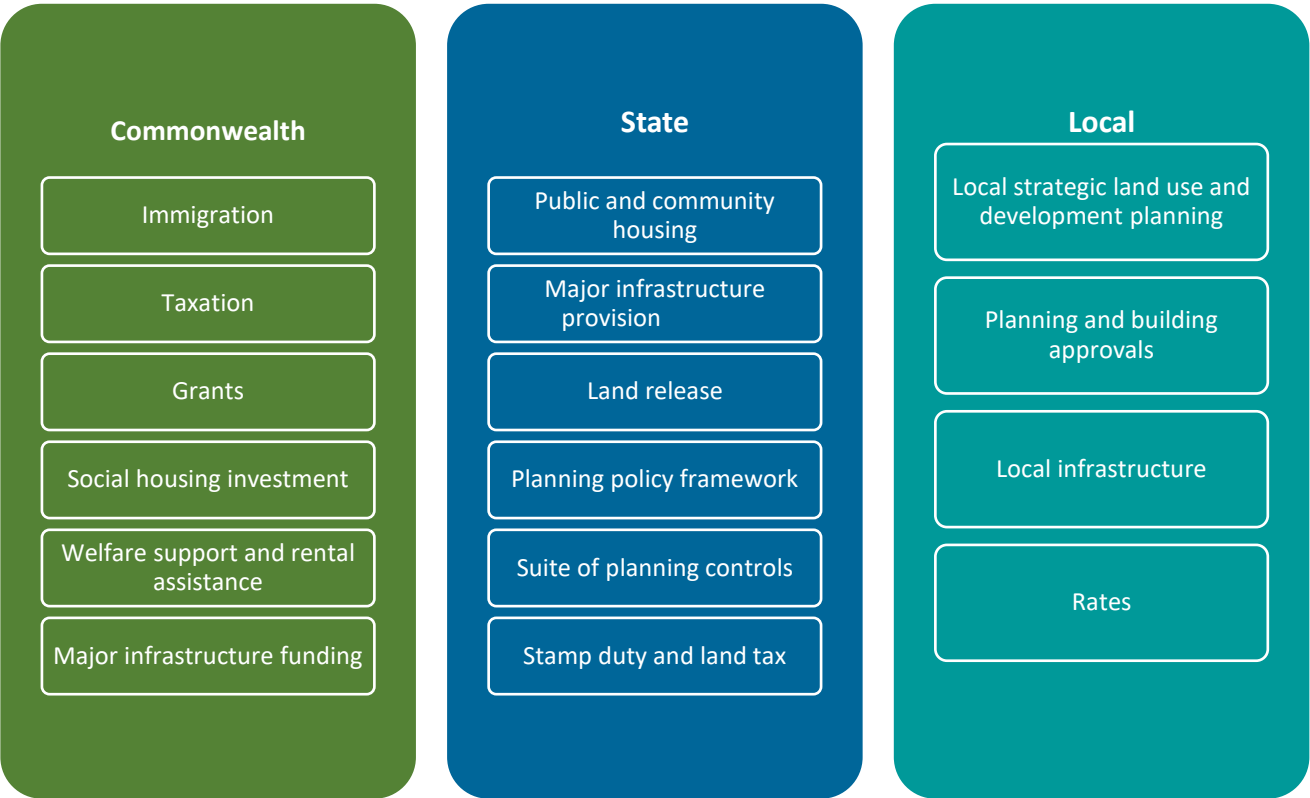 Commonwealth
Immigration
Taxation
Grants
Social housing investment
Welfare support and rental
assistance
Major infrastructure funding
State
Public and community
housing
Major infrastructure
provision
Land release
Planning policy framework
Suite of planning controls
Stamp duty and land tax
Local
Local strategic land use and
development planning
Planning and building
approvals
Local infrastructure
Rates